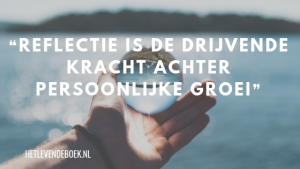 “REFLECTIE IS DE DRIJVENDE
KRACHT ACHTER
PERSOONLIJKE GROEI”
HETLEVENDEBOEK.NL